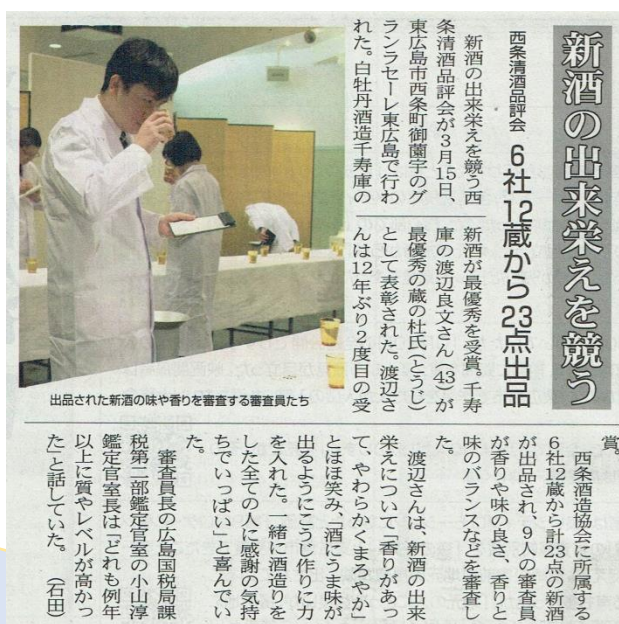 新酒の出来栄えを競う
西条清酒品評会
6社12蔵から23点出品
新酒の出来栄えを競う西
条清酒品評会が3月15日、
東広島市西条町御薗宇のグ
ランラセーレ東広島で行わ
れた。白牡丹酒造千寿庫の
新酒が最優秀を受賞。千寿
庫の渡辺良文さん(43)が
最優秀の蔵の杜氏(とうじ)
として表彰された。渡辺さ
んは12年ぶり2度目の受
賞。
西条酒造協会に所属する
6社12蔵から計23点の新酒
が出品され、9人の審査員
が香りや味の良さ、香りと
味のバランスなどを審査し
た。
渡辺さんは、新酒の出来
栄えについて「香りがあっ
て、やわらかくまろやか」
とほほ笑み、「酒にうま味が
出るようにこうじ作りに力
を入れた。一緒に酒造りを
した全ての人に感謝の気持
ちでいっぱい」と喜んでい
た。
審査員長の広島国税局課
税第二部鑑定官室の小山淳
鑑定官室長は「どれも例年
以上に質やレベルが高かっ
た」と話していた。(石田)
出品された新酒の味や香りを審査する審査員たち